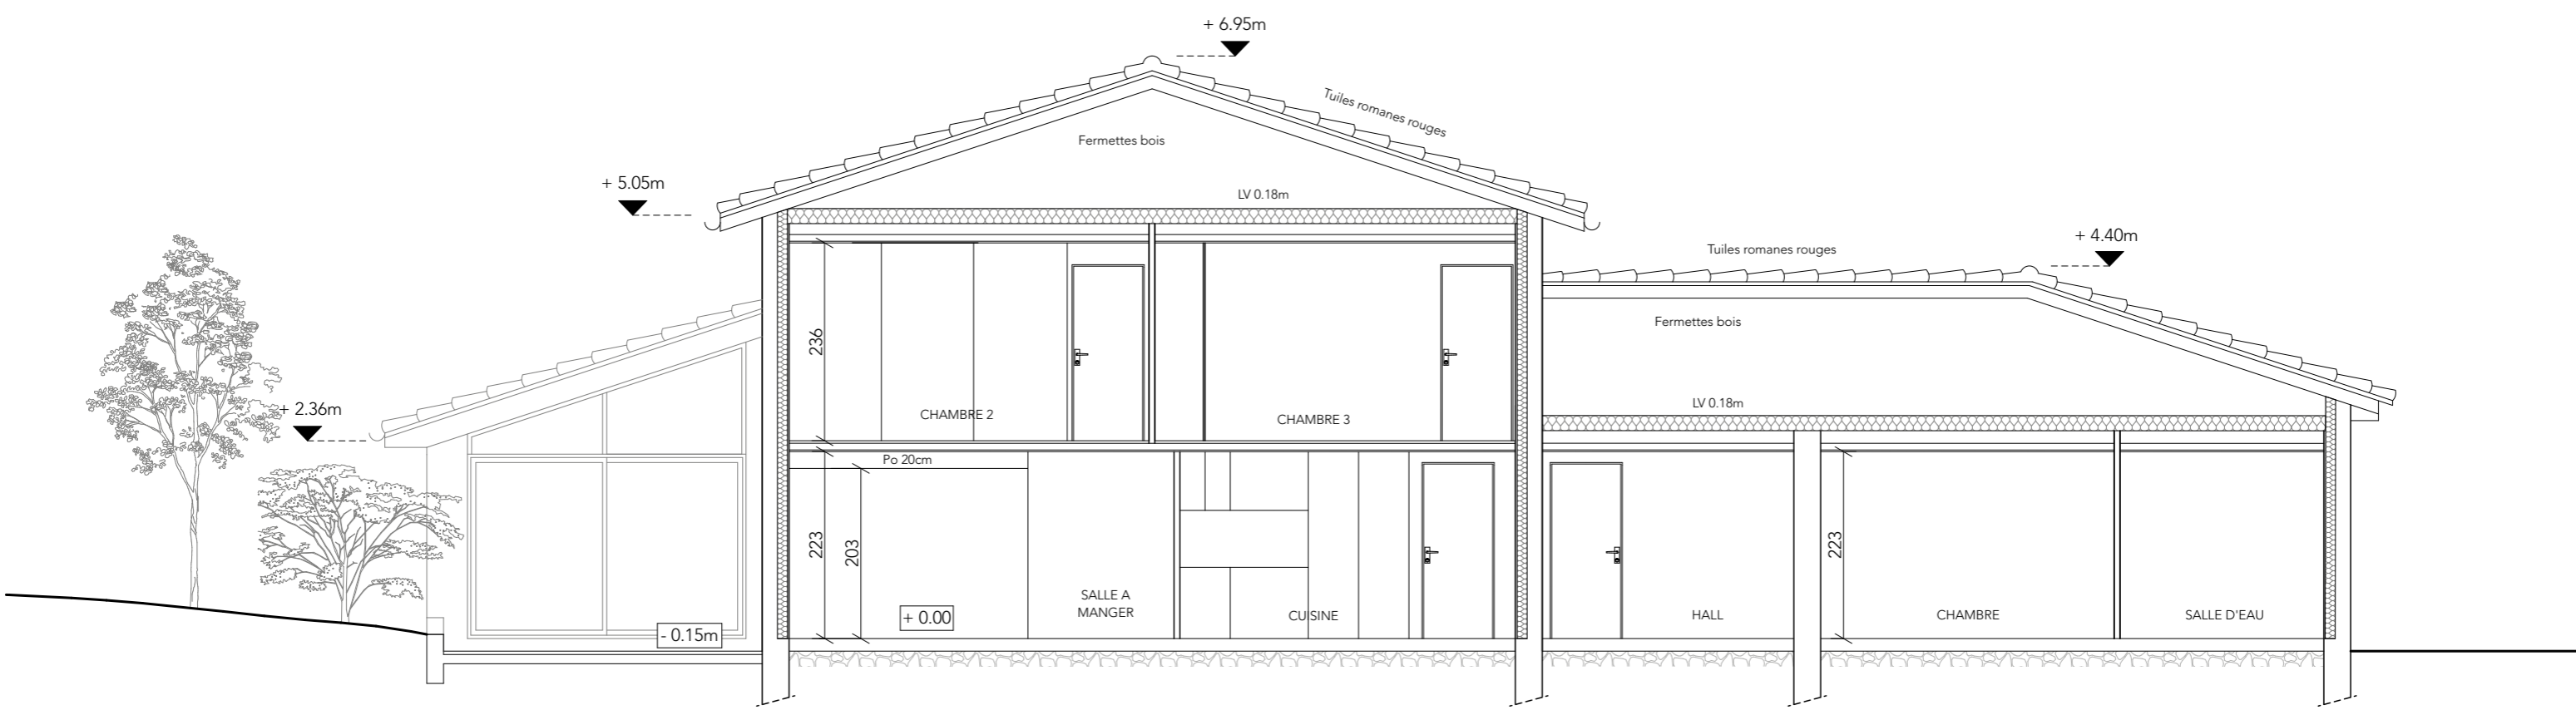 + 6.95m
Tuiles romanes rouges
Fermettes bois
+ 5.05m
LV 0.18m
+ 4.40m
Tuiles romanes rouges
Fermettes bois
236
CHAMBRE 2
CHAMBRE 3
+ 2.36m
LV 0.18m
Po 20cm
223
203
223
SALLE A
MANGER
+ 0.00
CUISINE
HALL
CHAMBRE
SALLE D'EAU
- 0.15m